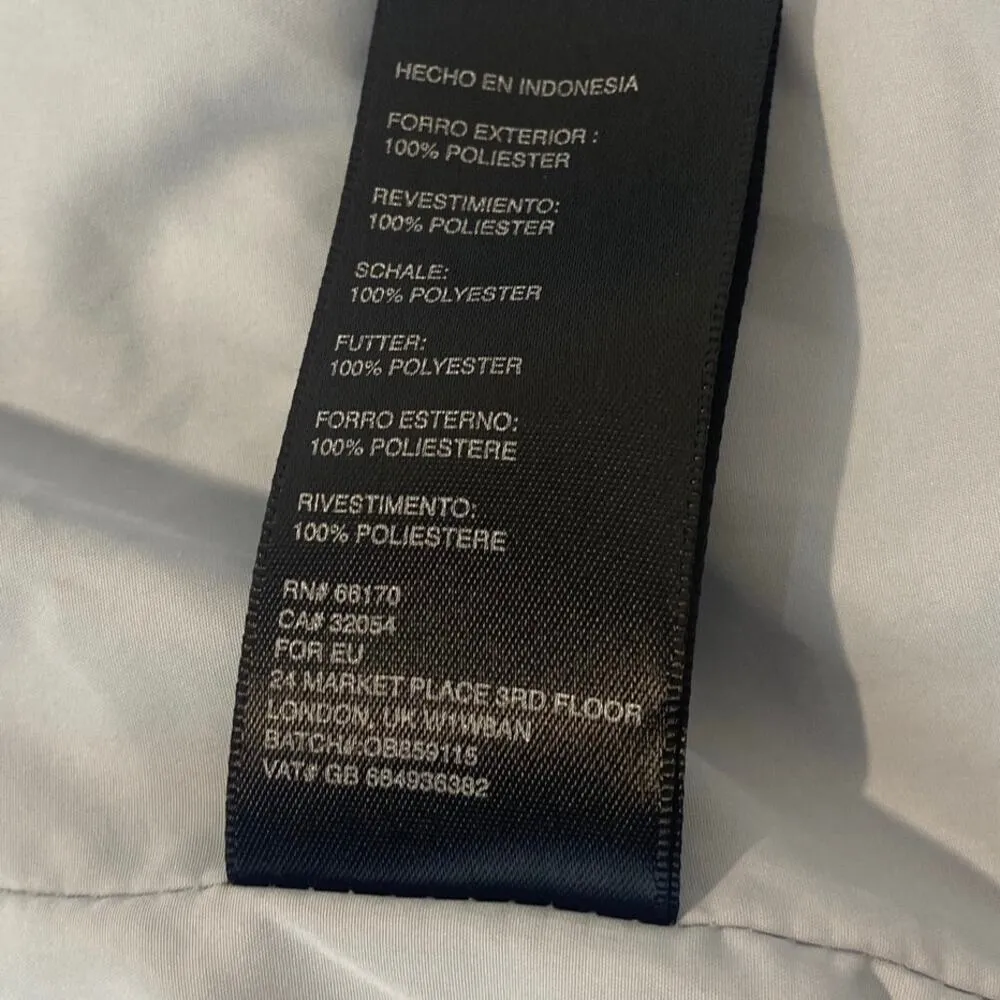 HECHO EN INDONESIA
FORRO EXTERIOR :
100% POLIESTER
REVESTIMIENTO:
100% POLIESTER
SCHALE:
100% POLYESTER
FUTTER:
100% POLYESTER
FORRO ESTERNO:
100% POLIESTERE
RIVESTIMENTO:
100% POLIESTERE
RN# 66170
CA# 32054
FOR EU
24 MARKET PLACE 3RD FLOOR
LONDON, UK W1W8AN
BATCH#:OB859116
VAT# GB 684936382